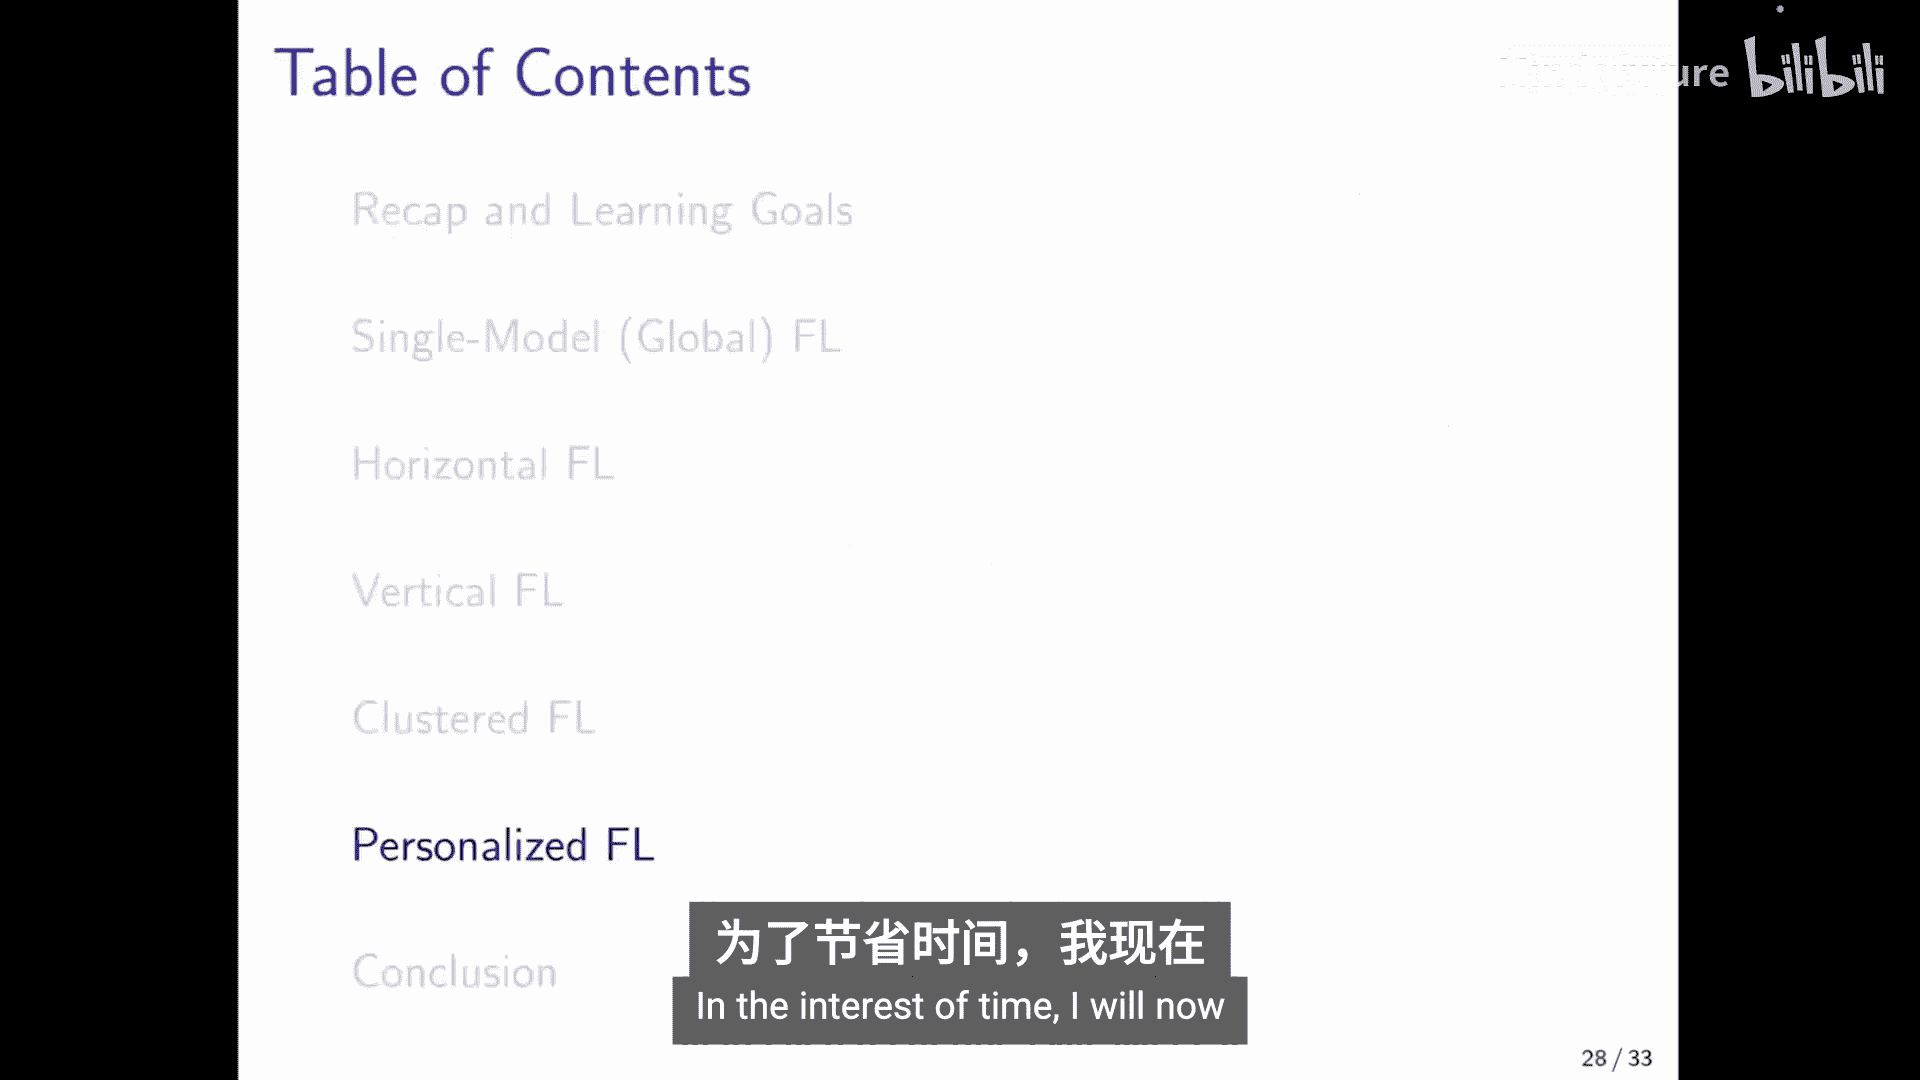 Table of Contents
bilibili
Recap and Learning Goals
Single-Model (Global) FL
Horizontal FL
Vertical FL
Clustered FL
Personalized FL
Conclusion
为了节省时间，我现在
In the interest of time, I will now
28 / 33